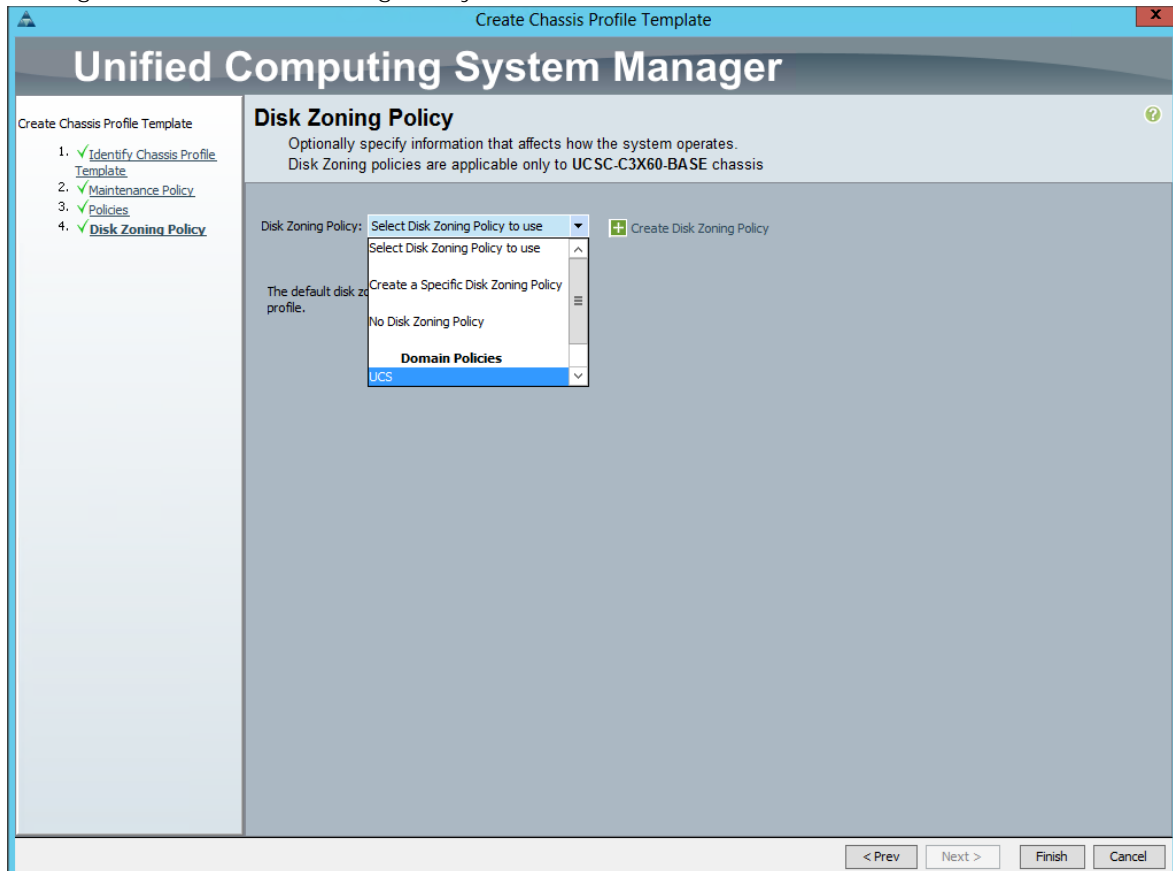 Create Chassis Profile Template
x
Unified Computing System Manager
Create Chassis Profile Template
1. √Identify Chassis Profile
Template
2. √Maintenance Policy
3. √Policies
4. √Disk Zoning Policy
Disk Zoning Policy
Optionally specify information that affects how the system operates.
Disk Zoning policies are applicable only to UCSC-C3X60-BASE chassis
?
Disk Zoning Policy: Select Disk Zoning Policy to use
Create Disk Zoning Policy
Select Disk Zoning Policy to use
Create a Specific Disk Zoning Policy
No Disk Zoning Policy
Domain Policies
UCS
The default disk
profile.
< Prev Next > Finish Cancel